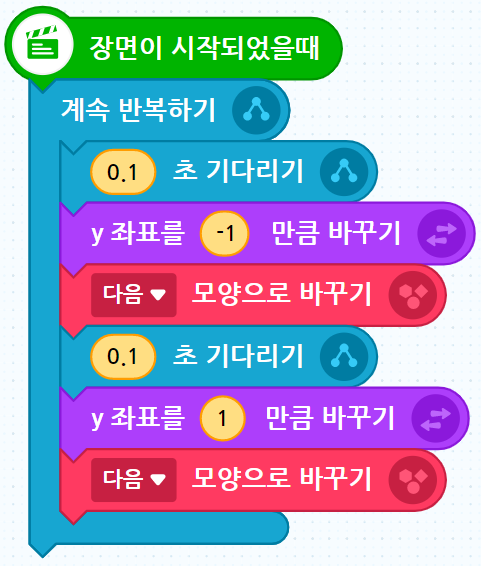 장면이 시작되었을때
계속 반복하기
0.1 초 기다리기
y 좌표를 -1 만큼 바꾸기
다음 모양으로 바꾸기
0.1 초 기다리기
y 좌표를 1 만큼 바꾸기
다음 모양으로 바꾸기